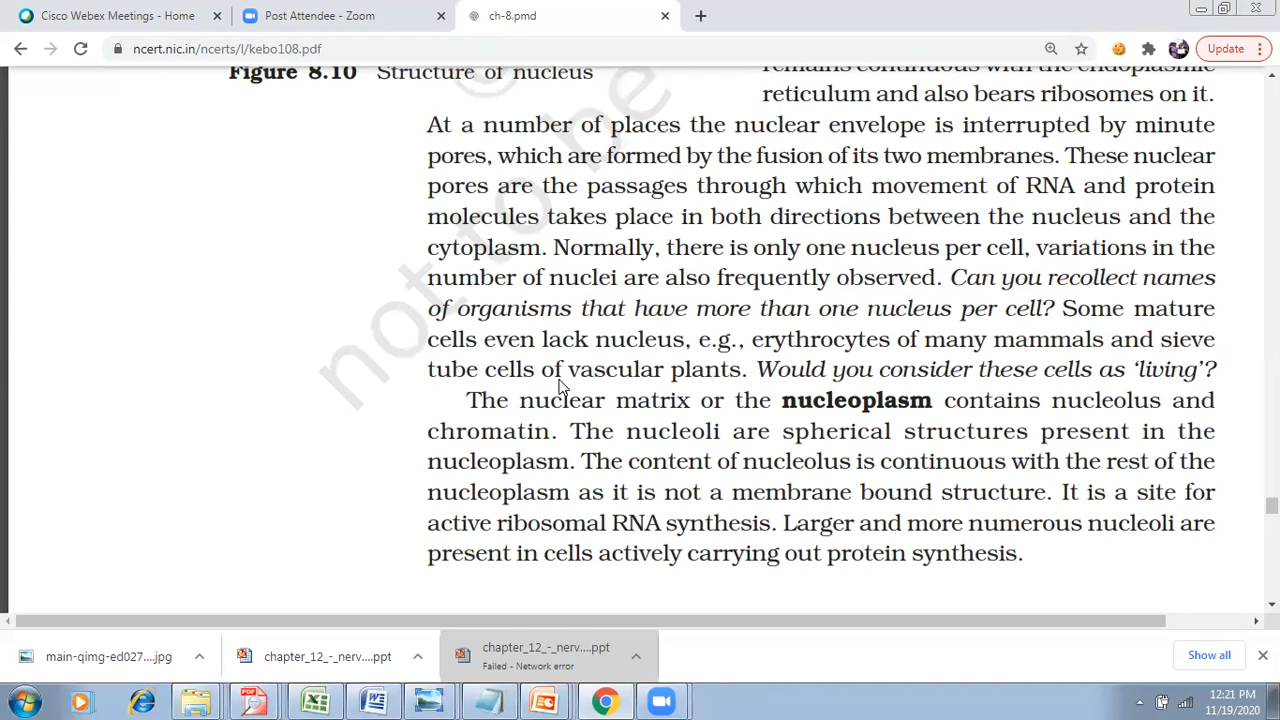 Cisco Webex Meetings - Home
Post Attendee - Zoom
ch-8.pmd
ncert.nic.in/ncerts/l/kebo108.pdf
Update
Figure 8.10 Structure of nucleus
remains continuous with the endoplasmic
reticulum and also bears ribosomes on it.
At a number of places the nuclear envelope is interrupted by minute
pores, which are formed by the fusion of its two membranes. These nuclear
pores are the passages through which movement of RNA and protein
molecules takes place in both directions between the nucleus and the
cytoplasm. Normally, there is only one nucleus per cell, variations in the
number of nuclei are also frequently observed. Can you recollect names
of organisms that have more than one nucleus per cell? Some mature
cells even lack nucleus, e.g., erythrocytes of many mammals and sieve
tube cells of vascular plants. Would you consider these cells as ‘living’?
The nuclear matrix or the nucleoplasm contains nucleolus and
chromatin. The nucleoli are spherical structures present in the
nucleoplasm. The content of nucleolus is continuous with the rest of the
nucleoplasm as it is not a membrane bound structure. It is a site for
active ribosomal RNA synthesis. Larger and more numerous nucleoli are
present in cells actively carrying out protein synthesis.
©
not to be
main-qimg-ed027....jpg
chapter_12_-_nerv....ppt
chapter_12_-_nerv....ppt
Failed - Network error
Show all
12:21 PM
11/19/2020